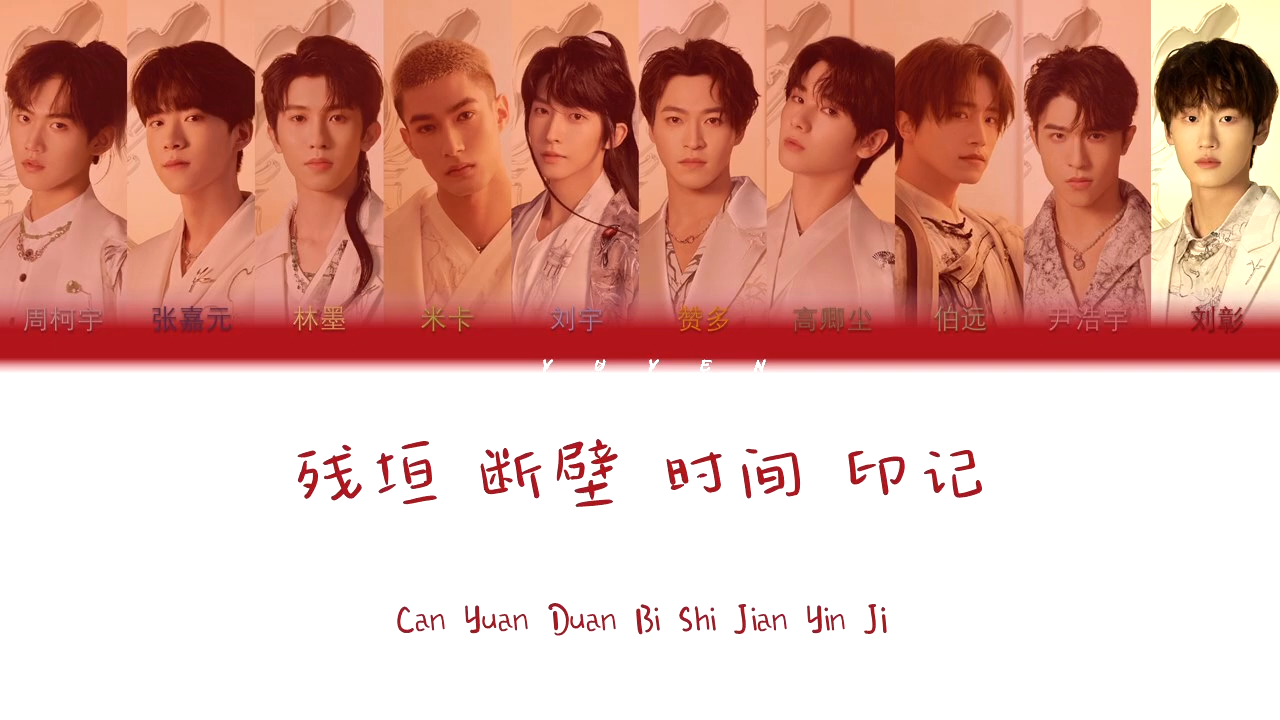 周柯宇 张嘉元 林墨 米卡 刘宇 赞多 高卿尘 伯远 尹浩宇 刘彰
YUYEN
残垣 断壁 时间 印记
Can Yuan Duan Bi Shi Jian Yin Ji